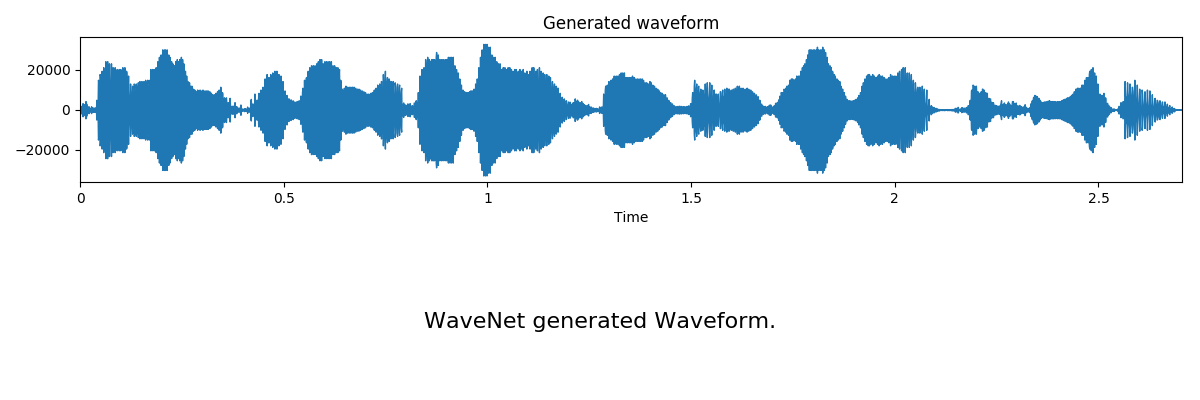 Generated waveform
20000
0
−20000
0 0.5 1 1.5 2 2.5
Time
WaveNet generated Waveform.